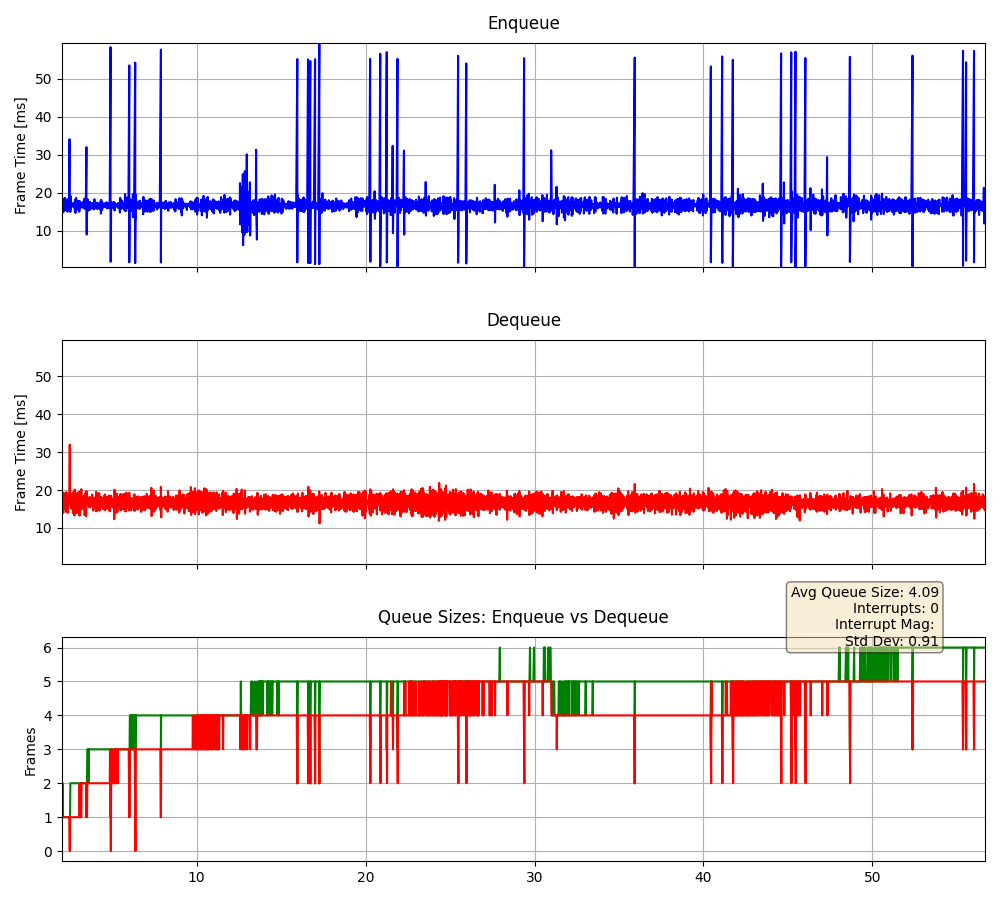 Enqueue
Frame Time [ms]
50
40
30
20
10
Dequeue
Frame Time [ms]
50
40
30
20
10
Avg Queue Size: 4.09
Interrupts: 0
Interrupt Mag:
Std Dev: 0.91
Queue Sizes: Enqueue vs Dequeue
Frames
6
5
4
3
2
1
0
10 20 30 40 50